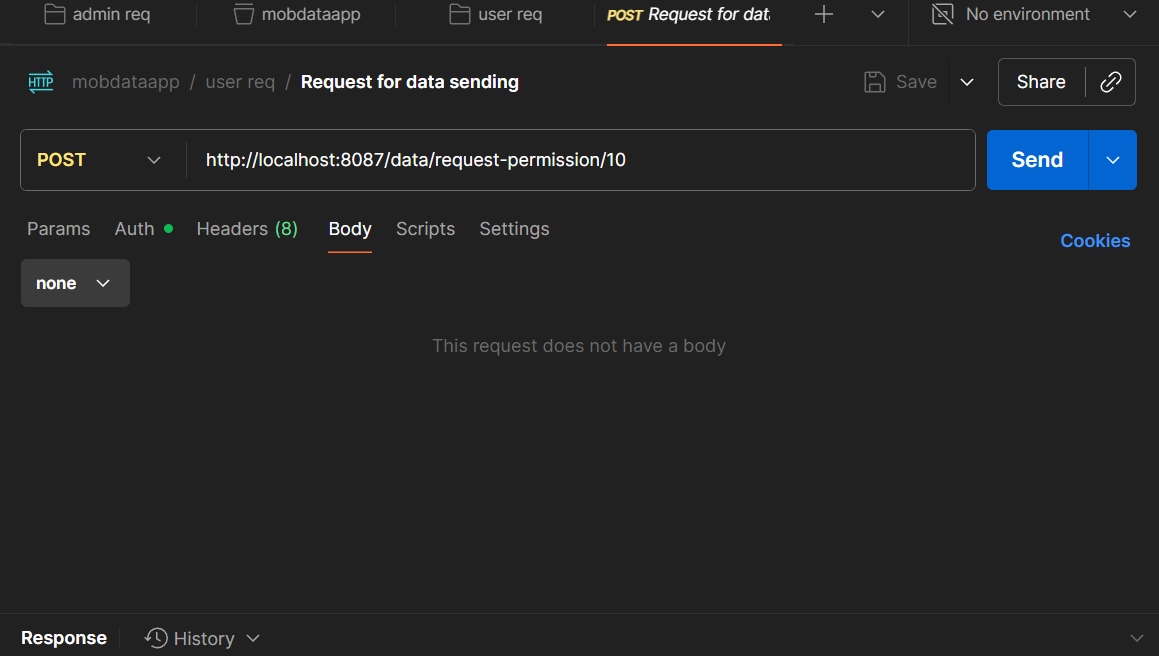 admin req mobdataapp user req POST Request for dat No environment
HTTP mobdataapp / user req / Request for data sending Save Share
POST http://localhost:8087/data/request-permission/10 Send
Params Auth Headers (8) Body Scripts Settings Cookies
none
This request does not have a body
Response History